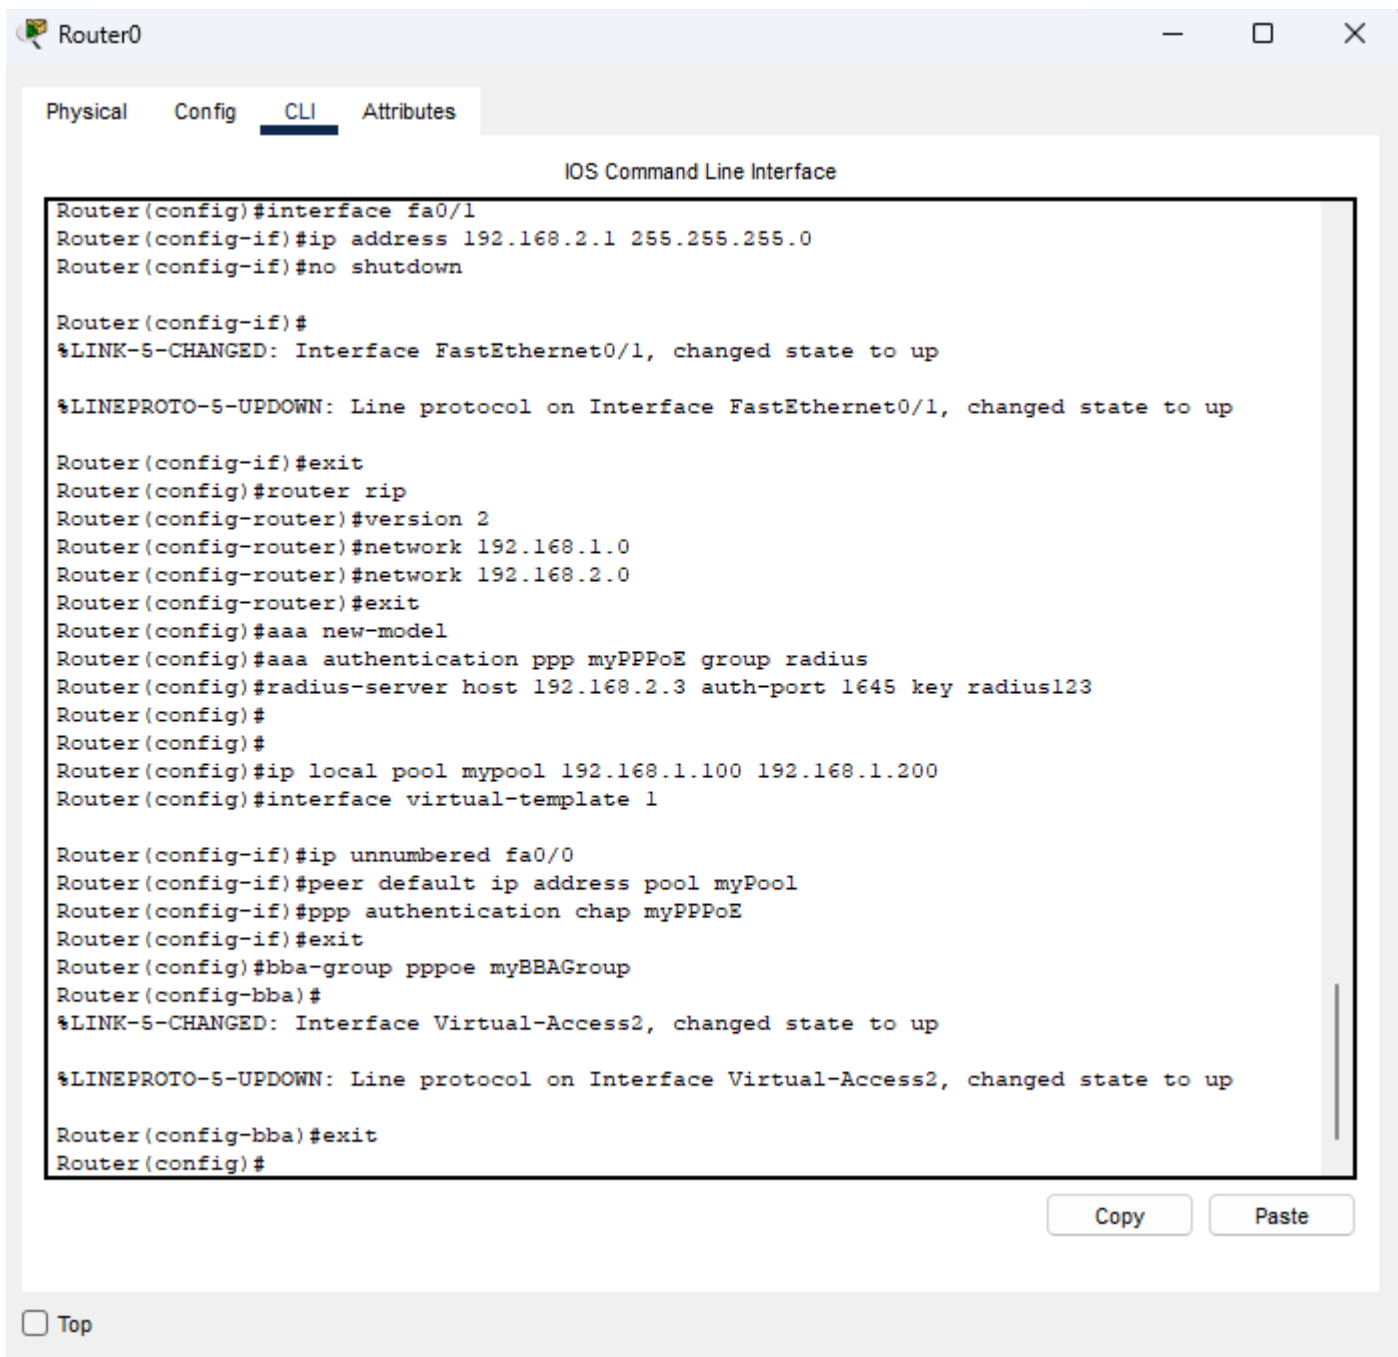 Router0
Physical Config CLI Attributes
IOS Command Line Interface
Router(config)#interface fa0/1
Router(config-if)#ip address 192.168.2.1 255.255.255.0
Router(config-if)#no shutdown
Router(config-if)#
%LINK-5-CHANGED: Interface FastEthernet0/1, changed state to up
%LINEPROTO-5-UPDOWN: Line protocol on Interface FastEthernet0/1, changed state to up
Router(config-if)#exit
Router(config)#router rip
Router(config-router)#version 2
Router(config-router)#network 192.168.1.0
Router(config-router)#network 192.168.2.0
Router(config-router)#exit
Router(config)#aaa new-model
Router(config)#aaa authentication ppp myPPPoE group radius
Router(config)#radius-server host 192.168.2.3 auth-port 1645 key radius123
Router(config)#
Router(config)#
Router(config)#ip local pool mypool 192.168.1.100 192.168.1.200
Router(config)#interface virtual-template 1
Router(config-if)#ip unnumbered fa0/0
Router(config-if)#peer default ip address pool myPool
Router(config-if)#ppp authentication chap myPPPoE
Router(config-if)#exit
Router(config)#bba-group pppoe myBBAGroup
Router(config-bba)#
%LINK-5-CHANGED: Interface Virtual-Access2, changed state to up
%LINEPROTO-5-UPDOWN: Line protocol on Interface Virtual-Access2, changed state to up
Router(config-bba)#exit
Router(config)#
Copy Paste
Top